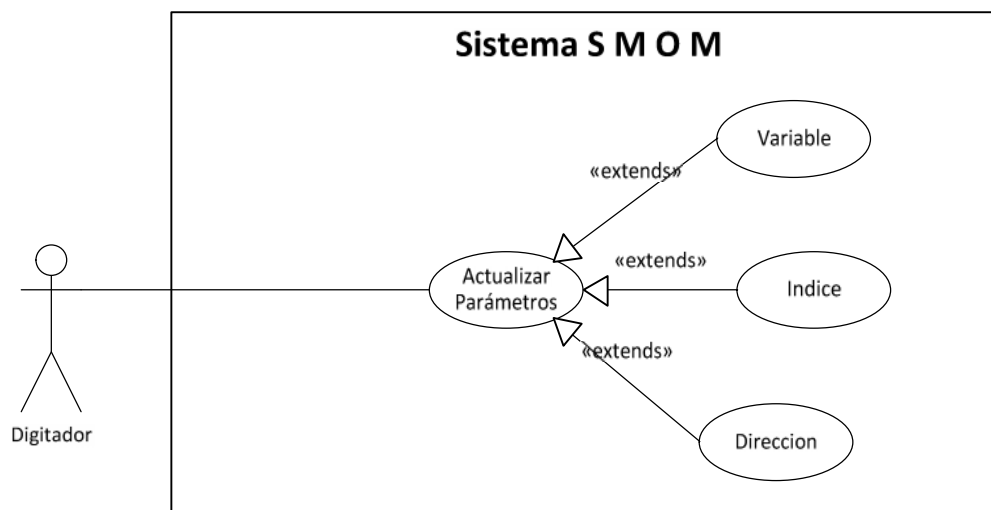 Sistema S M O M
Variable
«extends»
Actualizar
Parámetros
«extends»
Indice
«extends»
Direccion
Digitador